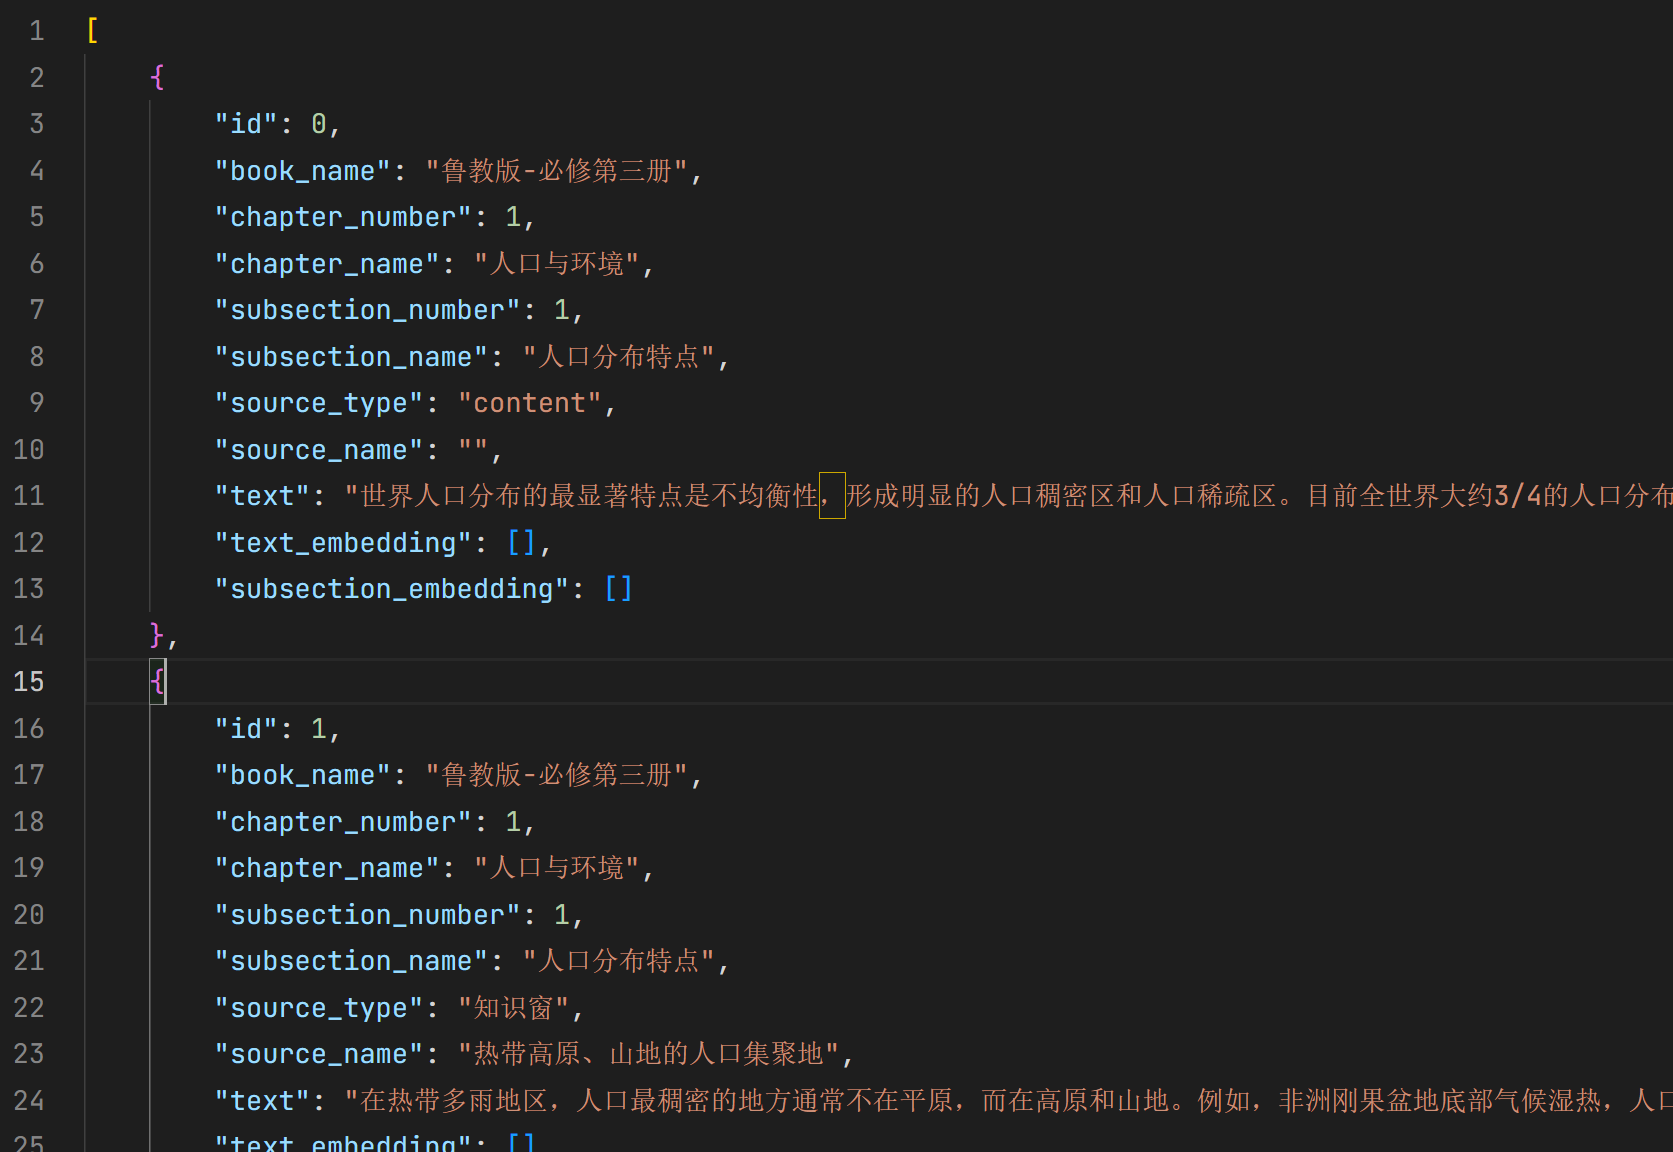 1 [
2 {
3 "id": 0,
4 "book_name": "鲁教版-必修第三册",
5 "chapter_number": 1,
6 "chapter_name": "人口与环境",
7 "subsection_number": 1,
8 "subsection_name": "人口分布特点",
9 "source_type": "content",
10 "source_name": "",
11 "text": "世界人口分布的最显著特点是不均衡性，形成明显的人口稠密区和人口稀疏区。目前全世界大约3/4的人口分布
12 "text_embedding": [],
13 "subsection_embedding": []
14 },
15 {
16 "id": 1,
17 "book_name": "鲁教版-必修第三册",
18 "chapter_number": 1,
19 "chapter_name": "人口与环境",
20 "subsection_number": 1,
21 "subsection_name": "人口分布特点",
22 "source_type": "知识窗",
23 "source_name": "热带高原、山地的人口集聚地",
24 "text": "在热带多雨地区，人口最稠密的地方通常不在平原，而在高原和山地。例如，非洲刚果盆地底部气候湿热，人口
25 "text_embedding": []